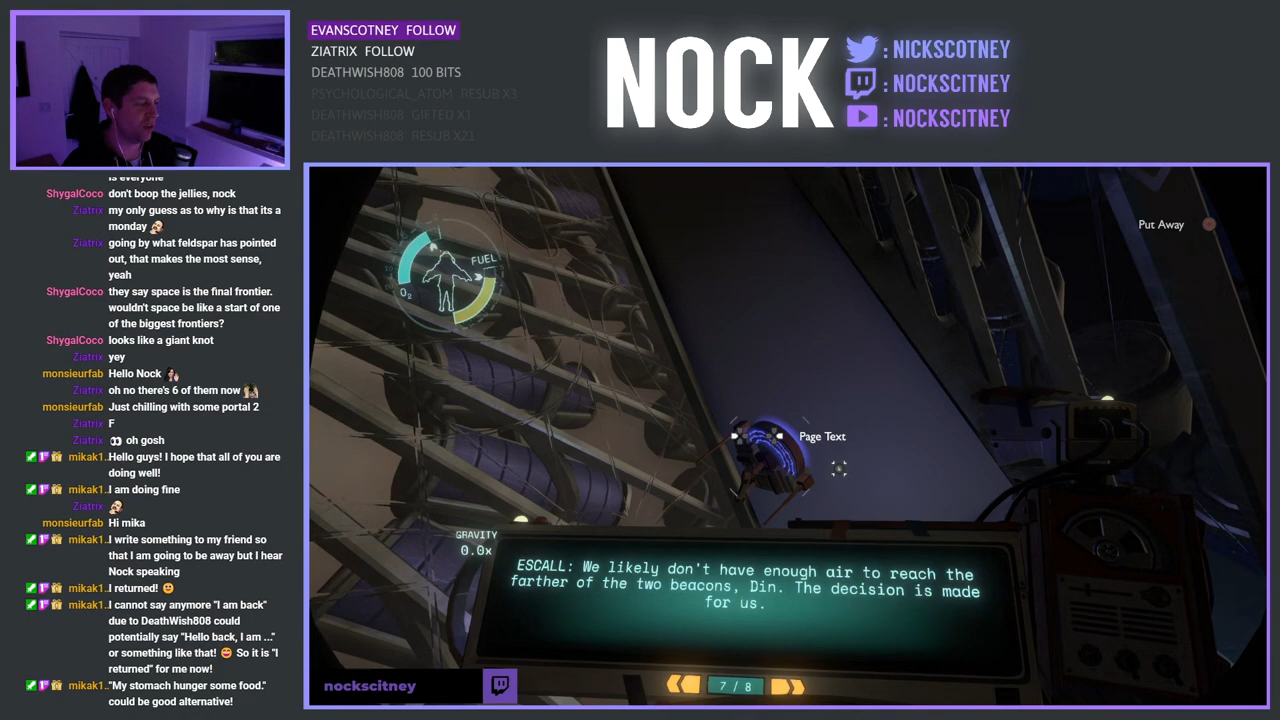 EVANSCOTNEY FOLLOW
ZIATRIX FOLLOW
DEATHWISH808 100 BITS
PSYCHOLOGICAL_ATOM RESUB X3
DEATHWISH808 GIFTED X1
DEATHWISH808 RESUB X21
NOCK
: NICKSCOTNEY
: NOCKSCITNEY
: NOCKSCITNEY
is everyone
ShygalCoco don't boop the jellies, nock
Ziatrix my only guess as to why is that its a
monday
Ziatrix going by what feldspar has pointed
out, that makes the most sense,
yeah
ShygalCoco they say space is the final frontier.
wouldn't space be like a start of one
of the biggest frontiers?
ShygalCoco looks like a giant knot
Ziatrix yey
monsieurfab Hello Nock
Ziatrix oh no there's 6 of them now
monsieurfab Just chilling with some portal 2
Ziatrix F
Ziatrix 👀 oh gosh
mikak1.. Hello guys! I hope that all of you are
doing well!
mikak1.. I am doing fine
Ziatrix
monsieurfab Hi mika
mikak1.. I write something to my friend so
that I am going to be away but I hear
Nock speaking
mikak1.. I returned! 🙂
mikak1.. I cannot say anymore "I am back"
due to DeathWish808 could
potentially say "Hello back, I am ..."
or something like that! 😄 So it is "I
returned" for me now!
mikak1.. "My stomach hunger some food."
could be good alternative!
Put Away
FUEL
O₂
Page Text
GRAVITY
0.0x
ESCALL: We likely don't have enough air to reach the
farther of the two beacons, Din. The decision is made
for us.
7 / 8
nockscitney